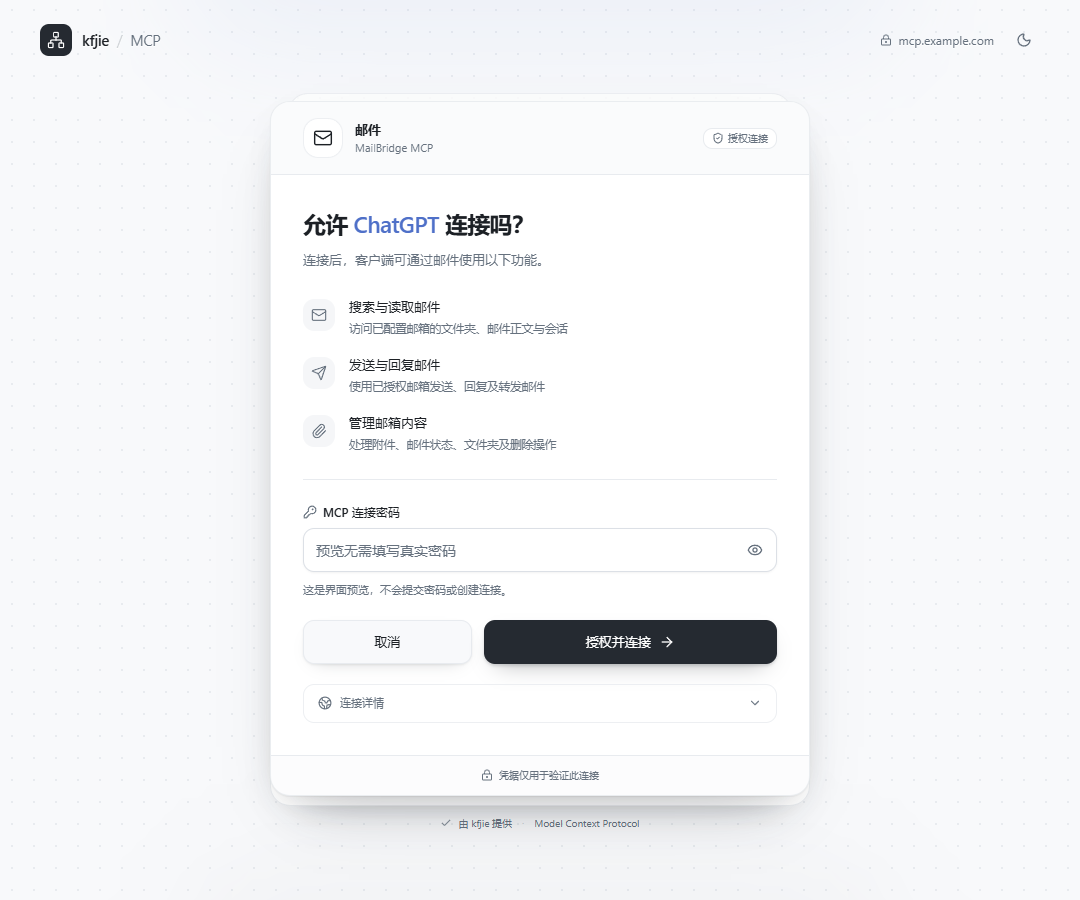 kfjie / MCP
mcp.example.com
邮件
MailBridge MCP
授权连接
允许 ChatGPT 连接吗？
连接后，客户端可通过邮件使用以下功能。
搜索与读取邮件
访问已配置邮箱的文件夹、邮件正文与会话
发送与回复邮件
使用已授权邮箱发送、回复及转发邮件
管理邮箱内容
处理附件、邮件状态、文件夹及删除操作
MCP 连接密码
预览无需填写真实密码
这是界面预览，不会提交密码或创建连接。
取消
授权并连接 →
连接详情
凭据仅用于验证此连接
由 kfjie 提供 · Model Context Protocol